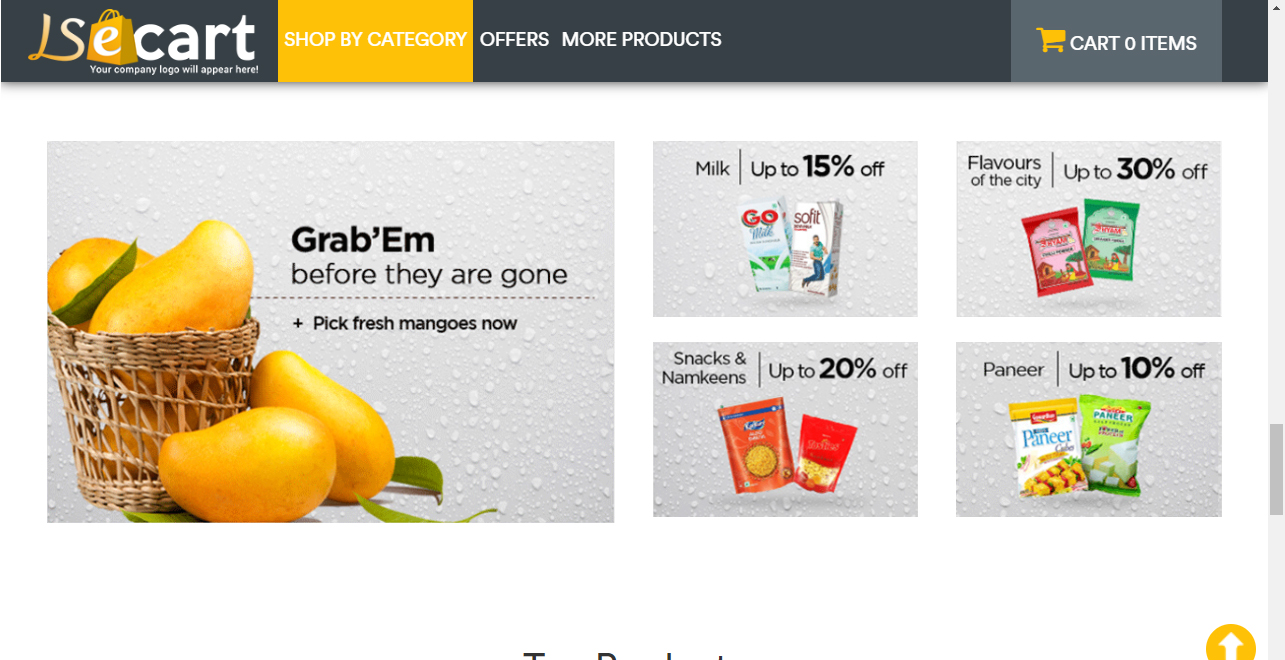 LSecart
Your company logo will appear here!
SHOP BY CATEGORY
OFFERS
MORE PRODUCTS
CART 0 ITEMS
Grab’Em
before they are gone
+ Pick fresh mangoes now
Milk
Up to 15% off
GO
Milk
sofit
Flavours
of the city
Up to 30% off
Snacks &
Namkeens
Up to 20% off
Tasties
Paneer
Up to 10% off
Paneer
Cubes
PANEER